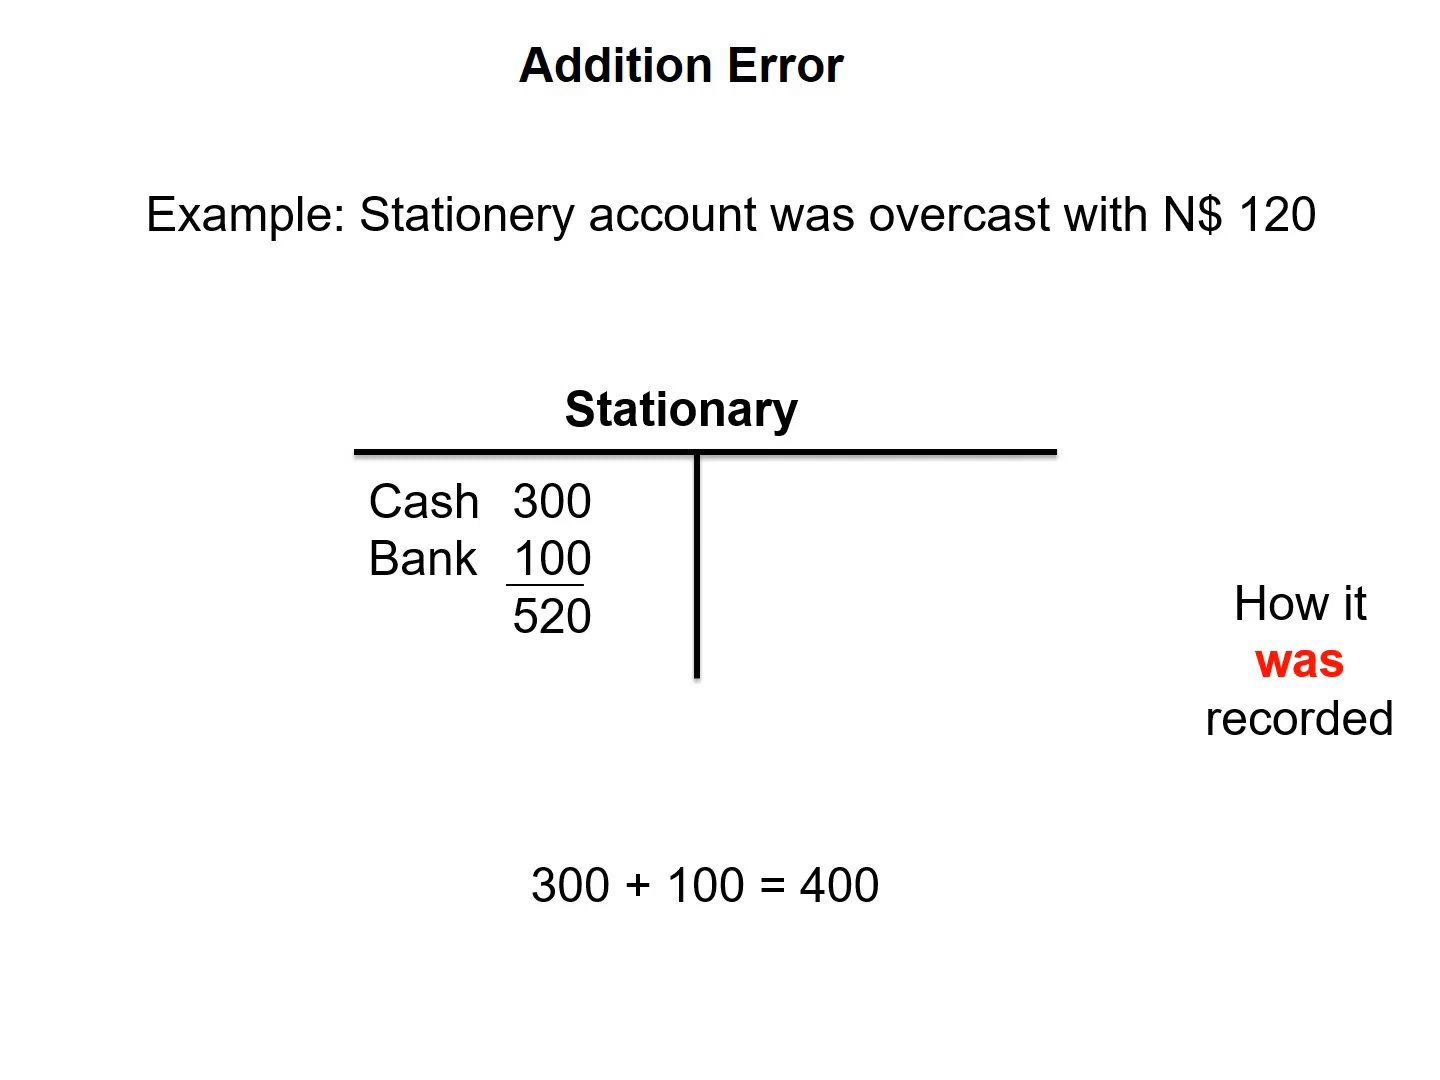 Addition Error
Example: Stationery account was overcast with N$ 120
Stationary
Cash 300
Bank 100
520
How it
was
recorded
300 + 100 = 400